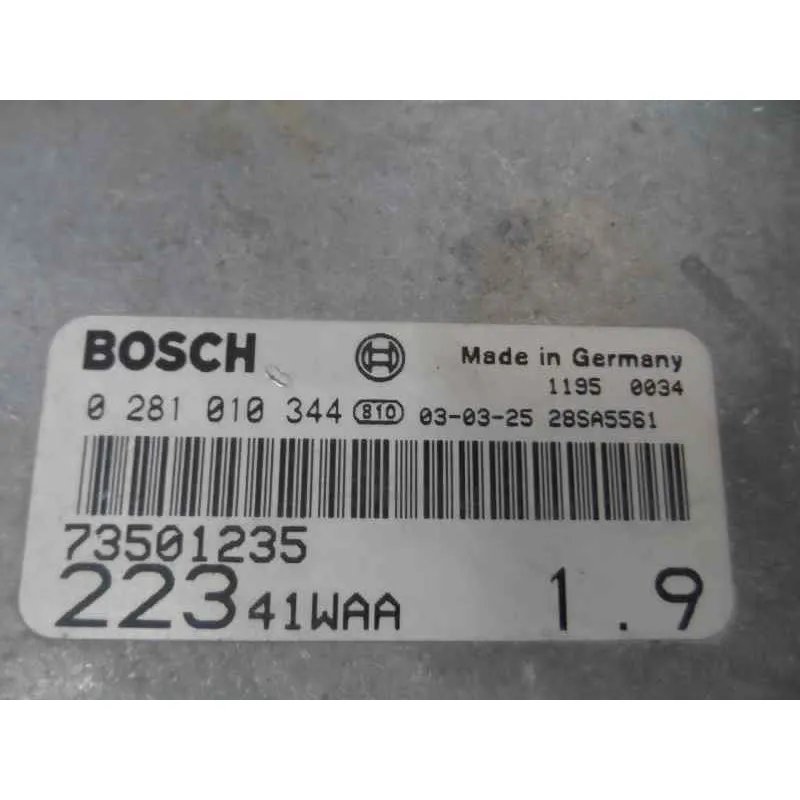 BOSCH Made in Germany
1195 0034
0 281 010 344 810 03-03-25 28SA5561
73501235
223 41WAA 1.9